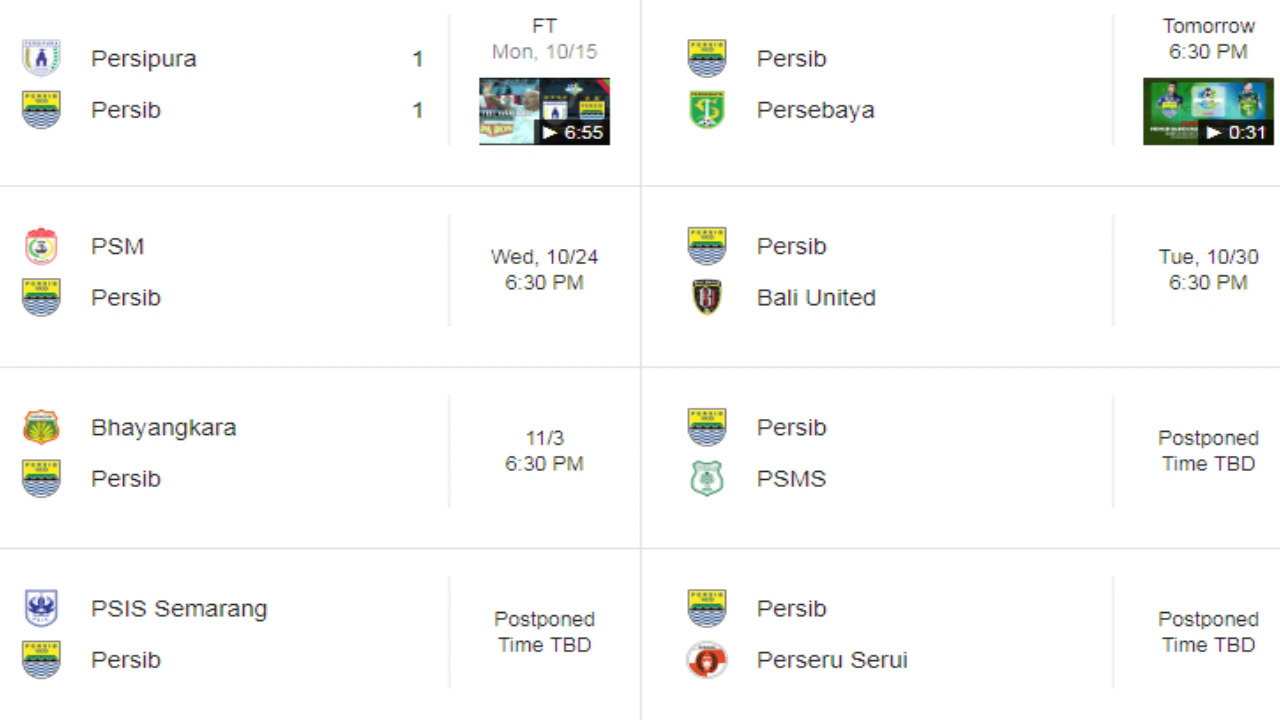 Persipura 1
Persib 1
FT
Mon, 10/15
6:55
Persib
Persebaya
Tomorrow
6:30 PM
0:31
PSM
Persib
Wed, 10/24
6:30 PM
Persib
Bali United
Tue, 10/30
6:30 PM
Bhayangkara
Persib
11/3
6:30 PM
Persib
PSMS
Postponed
Time TBD
PSIS Semarang
Persib
Postponed
Time TBD
Persib
Perseru Serui
Postponed
Time TBD